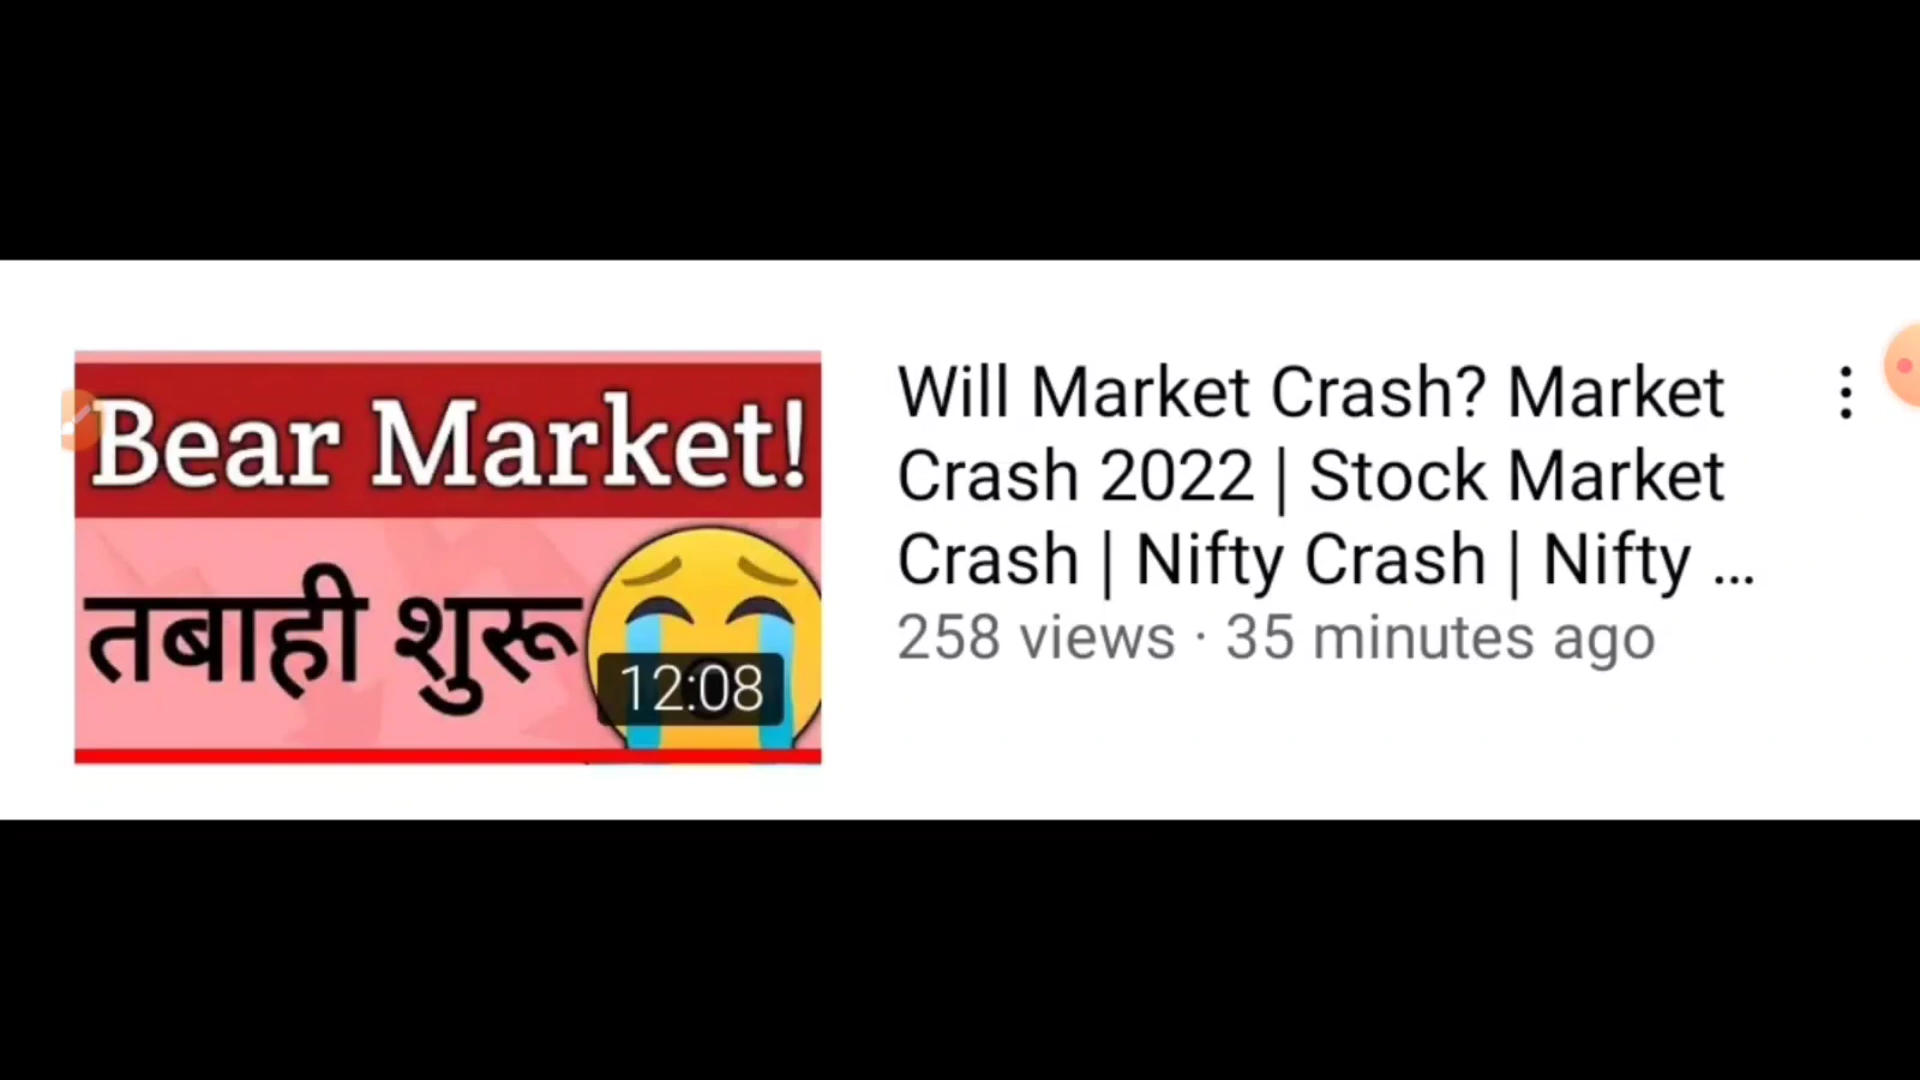 Bear Market!
तबाही शुरू
12:08
Will Market Crash? Market
Crash 2022 | Stock Market
Crash | Nifty Crash | Nifty ...
258 views · 35 minutes ago